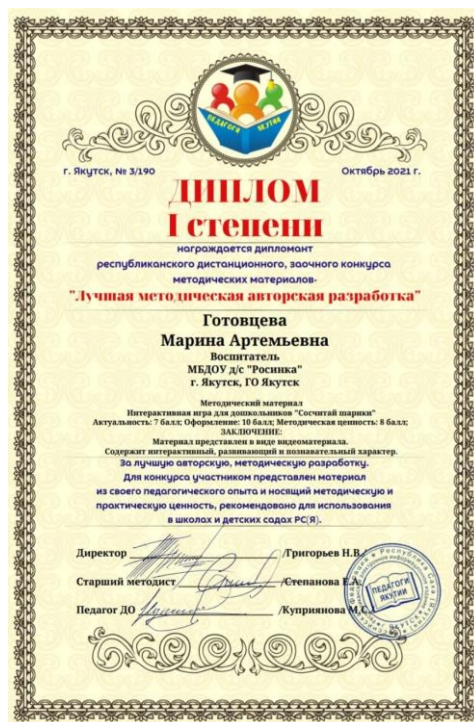 ПЕДАГОГИ ЯКУТИИ
г. Якутск, № 3/190
Октябрь 2021 г.
ДИПЛОМ
I степени
награждается дипломант
республиканского дистанционного, заочного конкурса
методических материалов-
"Лучшая методическая авторская разработка"
Готовцева
Марина Артемьевна
Воспитатель
МБДОУ д/с "Росинка"
г. Якутск, ГО Якутск
Методический материал
Интерактивная игра для дошкольников "Сосчитай шарики"
Актуальность: 7 балл; Оформление: 10 балл; Методическая ценность: 8 балл;
ЗАКЛЮЧЕНИЕ:
Материал представлен в виде видеоматериала.
Содержит интерактивный, развивающий и познавательный характер.
За лучшую авторскую, методическую разработку.
Для конкурса участником представлен материал
из своего педагогического опыта и носящий методическую и
практическую ценность, рекомендовано для использования
в школах и детских садах РС(Я).
Директор /Григорьев Н.В.
Старший методист /Степанова Е.А.
Педагог ДО /Куприянова М.С.
ПЕДАГОГИ
ЯКУТИИ